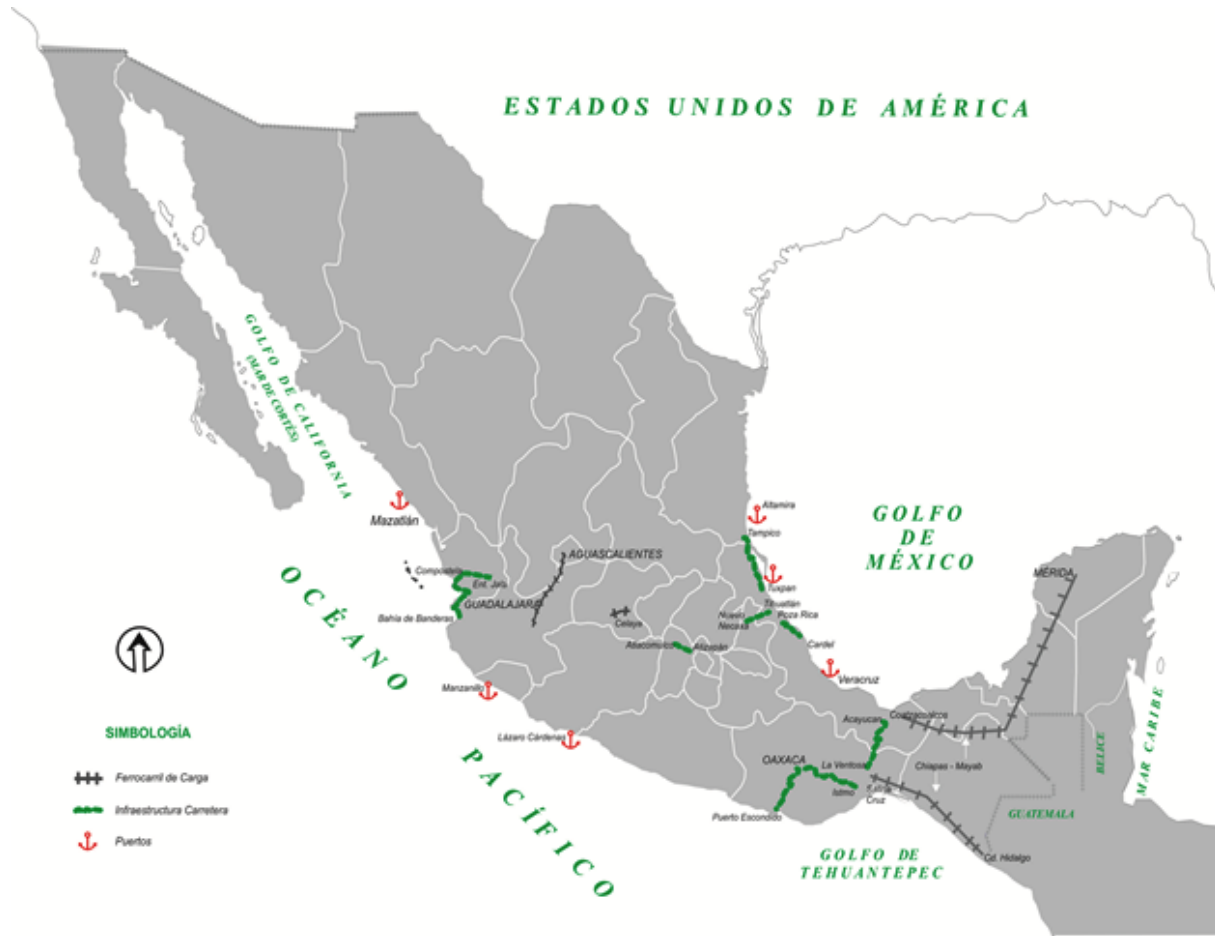 ESTADOS UNIDOS DE AMÉRICA
GOLFO DE CALIFORNIA
(MAR DE CORTÉS)
Mazatlán
Altamira
Tampico
GOLFO
DE
MÉXICO
AGUASCALIENTES
Compostela
Ent. Jala
GUADALAJARA
Bahía de Banderas
Celaya
Tuxpan
Tihuatlán
Nuevo
Necaxa
Poza Rica
Cardel
Atlacomulco
Atizapán
MÉRIDA
OCÉANO
PACÍFICO
Manzanillo
Veracruz
Lázaro Cárdenas
Acayucan
Coatzacoalcos
OAXACA
La Ventosa
Chiapas - Mayab
Istmo
Cruz
Puerto Escondido
BELICE
MAR CARIBE
GUATEMALA
GOLFO DE
TEHUANTEPEC
Cd. Hidalgo
SIMBOLOGÍA
Ferrocarril de Carga
Infraestructura Carretera
Puertos